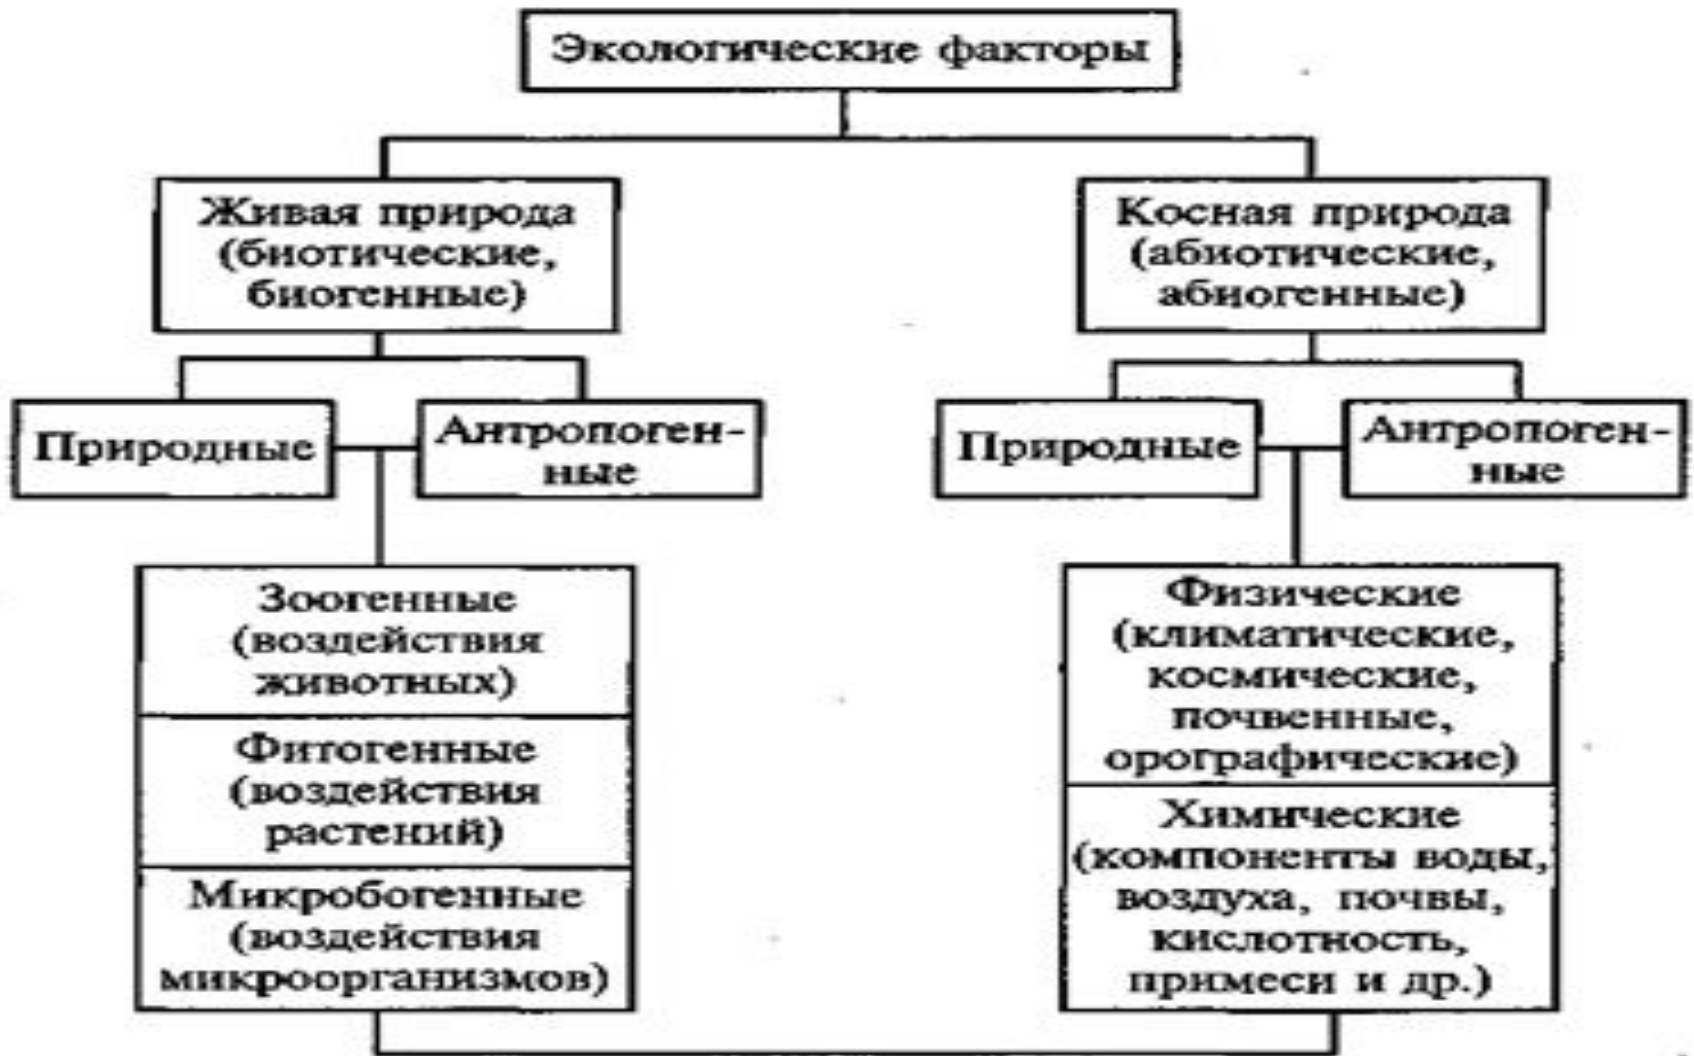 Экологические факторы
Живая природа
(биотические,
биогенные)
Косная природа
(абиотические,
абиогенные)
Природные
Антропоген-
ные
Природные
Антропоген-
ные
Зоогенные
(воздействия
животных)
Фитогенные
(воздействия
растений)
Микробогенные
(воздействия
микроорганизмов)
Физические
(климатические,
космические,
почвенные,
орографические)
Химические
(компоненты воды,
воздуха, почвы,
кислотность,
примеси и др.)